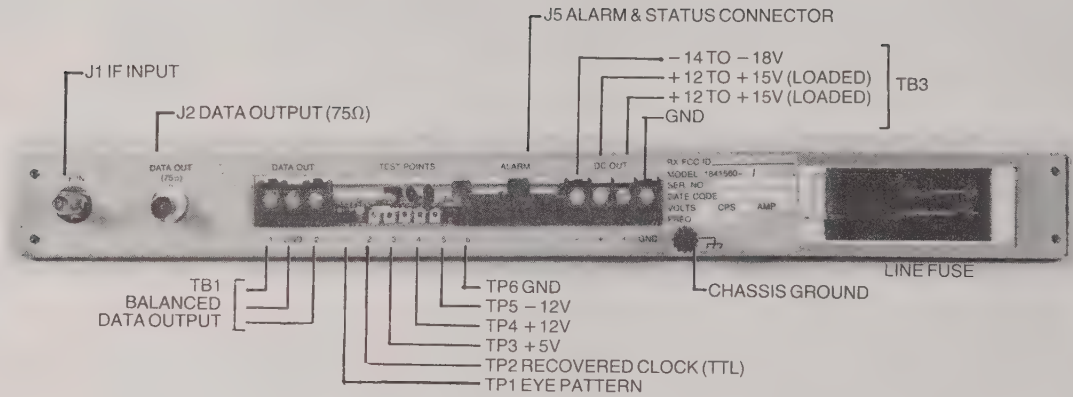 J5 ALARM & STATUS CONNECTOR
-14 TO -18V
+12 TO +15V (LOADED)
+12 TO +15V (LOADED)
GND
TB3
J1 IF INPUT
J2 DATA OUTPUT (75Ω)
IN
DATA OUT
(75Ω)
DATA OUT
TEST POINTS
ALARM
DC OUT
RX FCC ID
MODEL 1841560-
SER. NO
DATE CODE
VOLTS CPS AMP
FREQ
1 GND 2 2 3 4 5 6 - + + GND
LINE FUSE
CHASSIS GROUND
TB1
BALANCED
DATA OUTPUT
TP6 GND
TP5 -12V
TP4 +12V
TP3 +5V
TP2 RECOVERED CLOCK (TTL)
TP1 EYE PATTERN